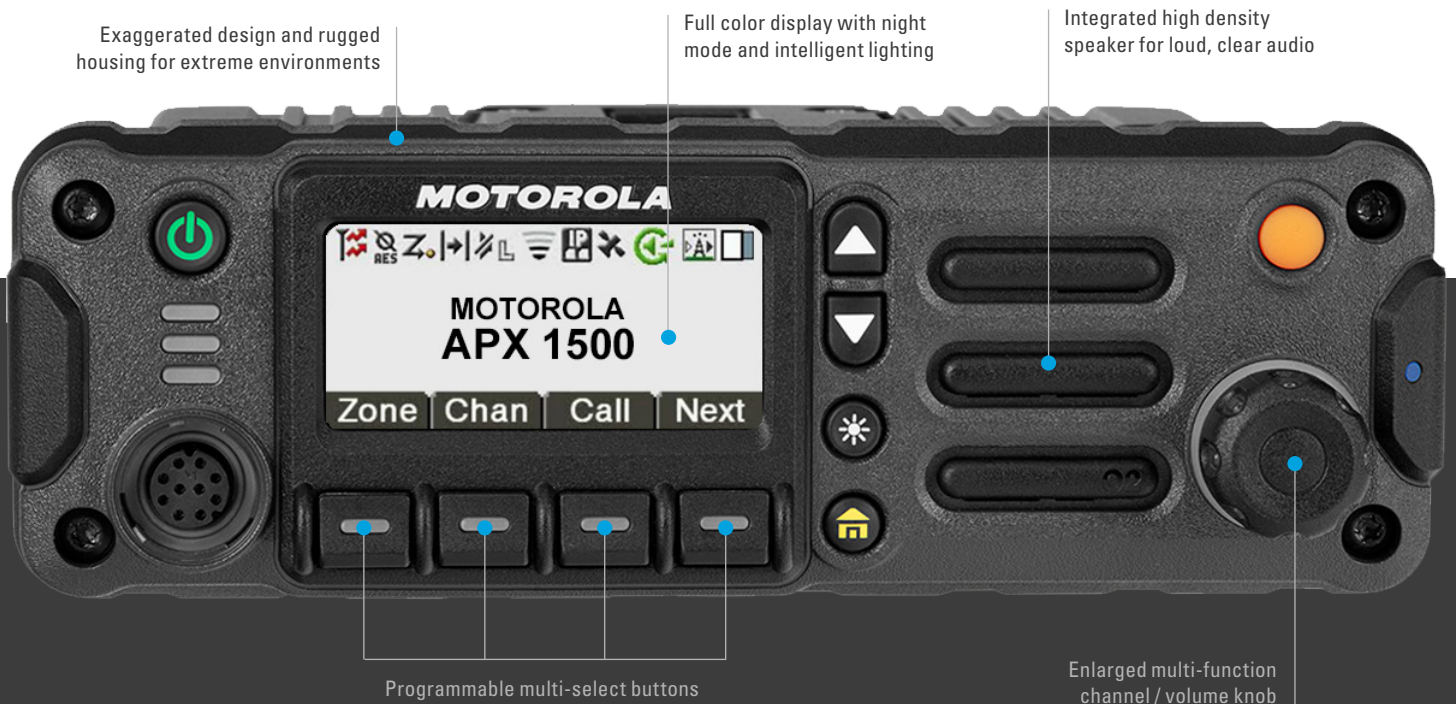 Exaggerated design and rugged
housing for extreme environments
Full color display with night
mode and intelligent lighting
Integrated high density
speaker for loud, clear audio
MOTOROLA
AES
L
MOTOROLA
APX 1500
Zone Chan Call Next
Programmable multi-select buttons
Enlarged multi-function
channel / volume knob